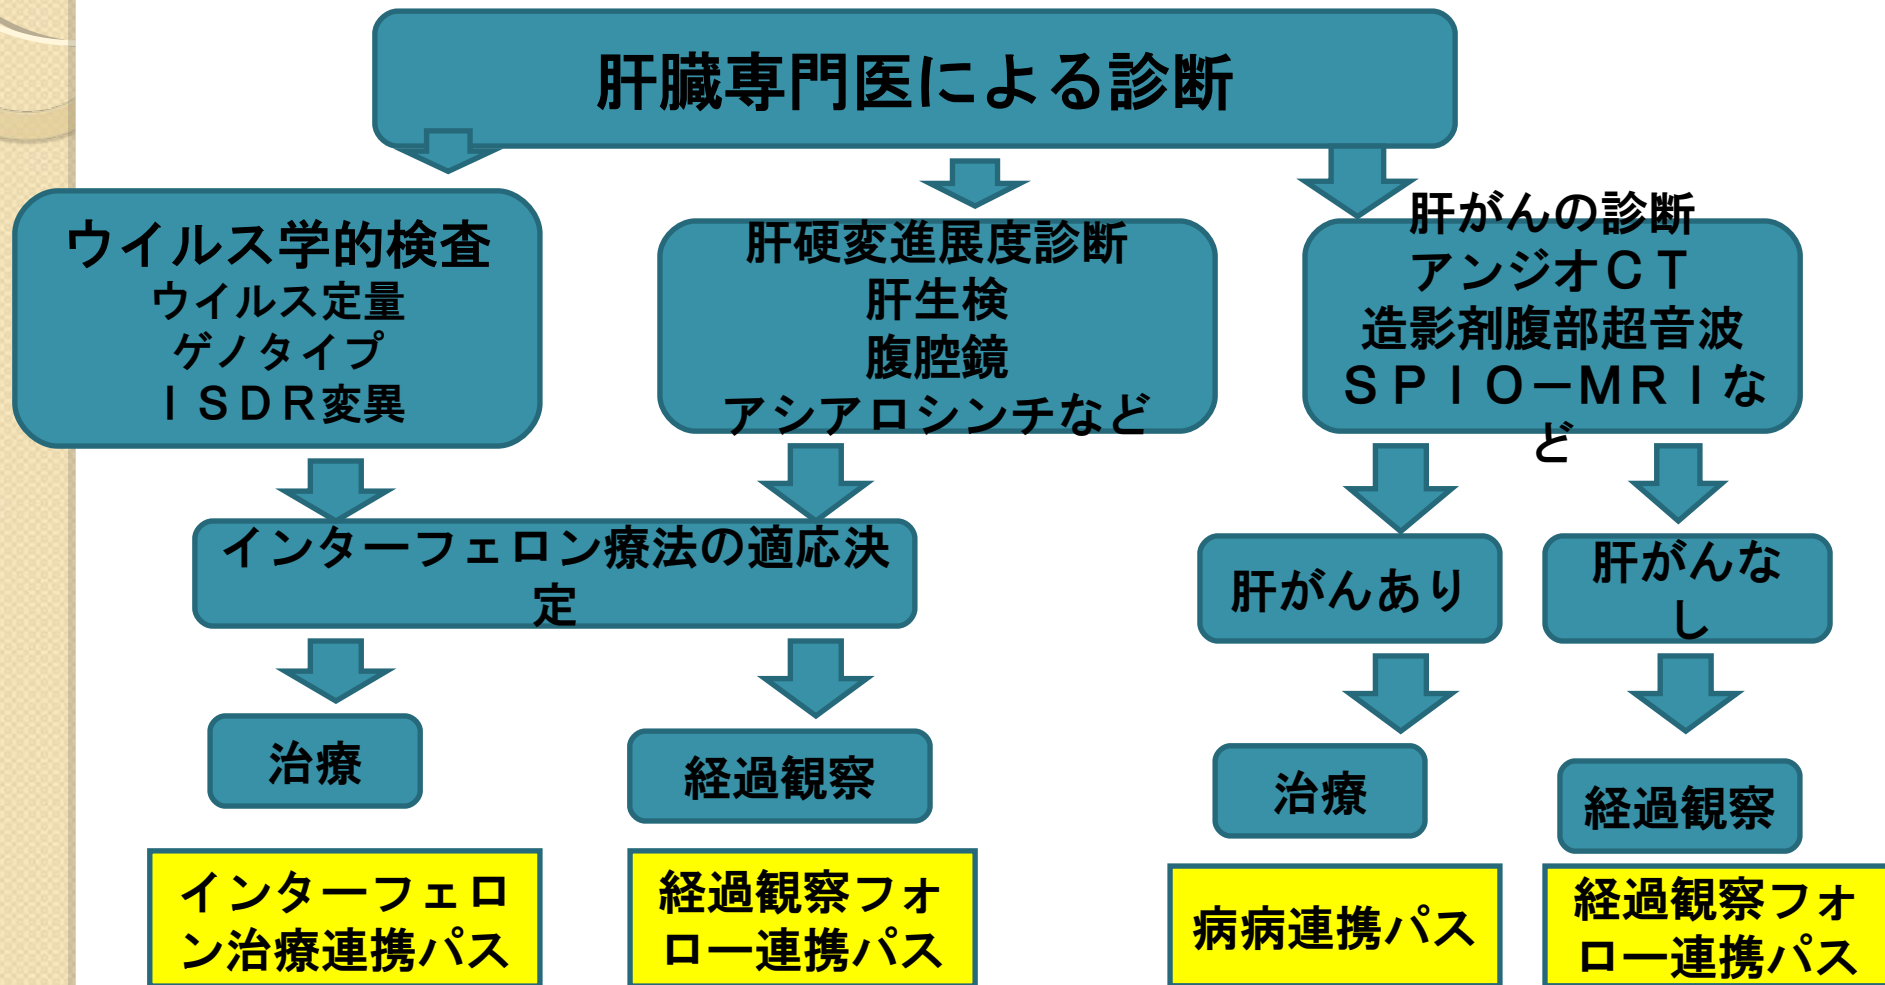 肝臓専門医による診断
ウイルス学的検査
ウイルス定量
ゲノタイプ
ＩＳＤＲ変異
肝硬変進展度診断
肝生検
腹腔鏡
アシアロシンチなど
肝がんの診断
アンジオＣＴ
造影剤腹部超音波
ＳＰＩＯ－ＭＲＩな
ど
インターフェロン療法の適応決
定
肝がんあり
肝がんな
し
治療
経過観察
治療
経過観察
インターフェロ
ン治療連携パス
経過観察フォ
ロー連携パス
病病連携パス
経過観察フォ
ロー連携パス